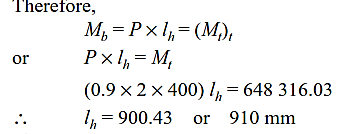 Therefore,
M_b = P × l_h = (M_t)_t
or P × l_h = M_t
(0.9 × 2 × 400) l_h = 648 316.03
∴ l_h = 900.43 or 910 mm